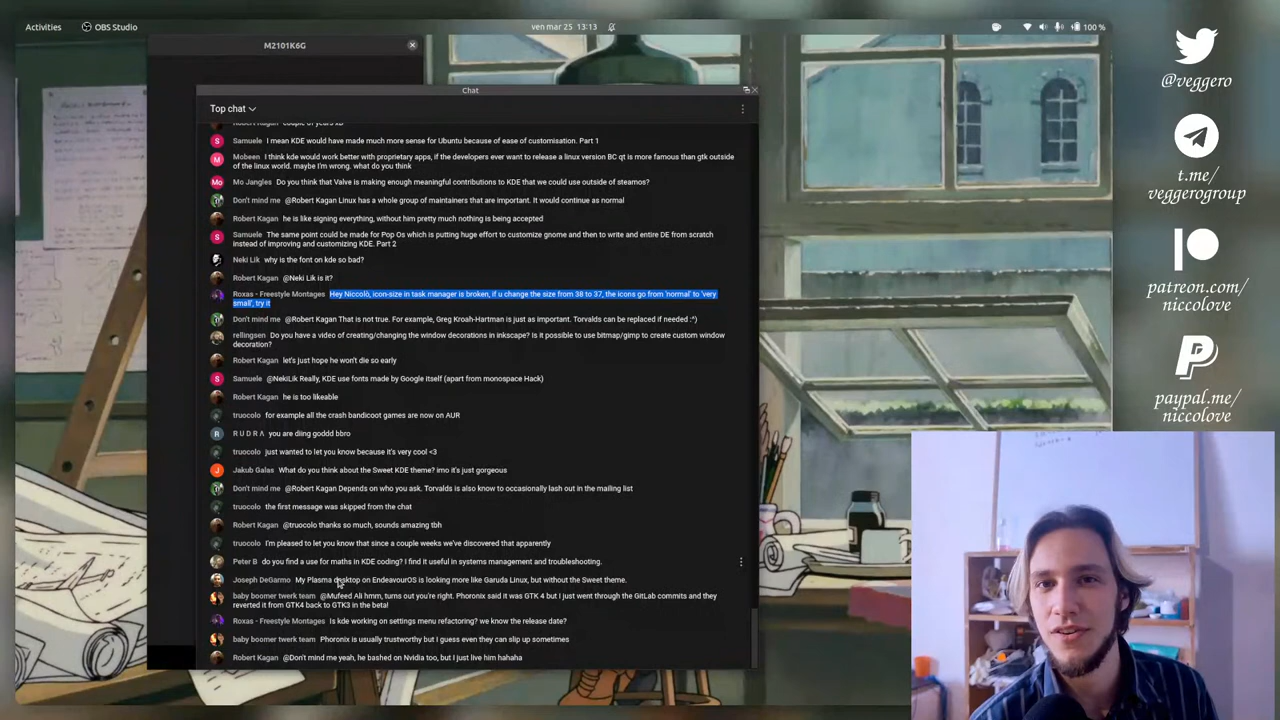 Activities
OBS Studio
ven mar 25 13:13
100 %
M2101K6G
Chat
Top chat
Samuele I mean KDE would have made much more sense for Ubuntu because of ease of customisation. Part 1
Mobeen I think kde would work better with proprietary apps, if the developers ever want to release a linux version BC qt is more famous than gtk outside
of the linux world. maybe I'm wrong. what do you think
Mo Jangles Do you think that Valve is making enough meaningful contributions to KDE that we could use outside of steamos?
Don't mind me @Robert Kagan Linux has a whole group of maintainers that are important. It would continue as normal
Robert Kagan he is like signing everything, without him pretty much nothing is being accepted
Samuele The same point could be made for Pop Os which is putting huge effort to customize gnome and then to write and entire DE from scratch
instead of improving and customizing KDE. Part 2
Neki Lik why is the font on kde so bad?
Robert Kagan @Neki Lik is it?
Roxas - Freestyle Montages Hey Niccolò, icon-size in task manager is broken, if u change the size from 38 to 37, the icons go from 'normal' to 'very
small', try it
Don't mind me @Robert Kagan That is not true. For example, Greg Kroah-Hartman is just as important. Torvalds can be replaced if needed :^)
rellingsen Do you have a video of creating/changing the window decorations in inkscape? Is it possible to use bitmap/gimp to create custom window
decoration?
Robert Kagan let's just hope he won't die so early
Samuele @NekiLik Really, KDE use fonts made by Google Itself (apart from monospace Hack)
Robert Kagan he is too likeable
truocolo for example all the crash bandicoot games are now on AUR
R U D R Λ you are diing goddd bbro
truocolo just wanted to let you know because it's very cool <3
Jakub Galas What do you think about the Sweet KDE theme? imo it's just gorgeous
Don't mind me @Robert Kagan Depends on who you ask. Torvalds is also know to occasionally lash out in the mailing list
truocolo the first message was skipped from the chat
Robert Kagan @truocolo thanks so much, sounds amazing tbh
truocolo I'm pleased to let you know that since a couple weeks we've discovered that apparently
Peter B do you find a use for maths in KDE coding? I find it useful in systems management and troubleshooting.
Joseph DeGarmo My Plasma desktop on EndeavourOS is looking more like Garuda Linux, but without the Sweet theme.
baby boomer twerk team @Mufeed Ali hmm, turns out you're right. Phoronix said it was GTK 4 but I just went through the GitLab commits and they
reverted it from GTK4 back to GTK3 in the beta!
Roxas - Freestyle Montages Is kde working on settings menu refactoring? we know the release date?
baby boomer twerk team Phoronix is usually trustworthy but I guess even they can slip up sometimes
Robert Kagan @Don't mind me yeah, he bashed on Nvidia too, but I just live him hahaha
@veggero
t.me/
veggerogroup
patreon.com/
niccolove
paypal.me/
niccolove